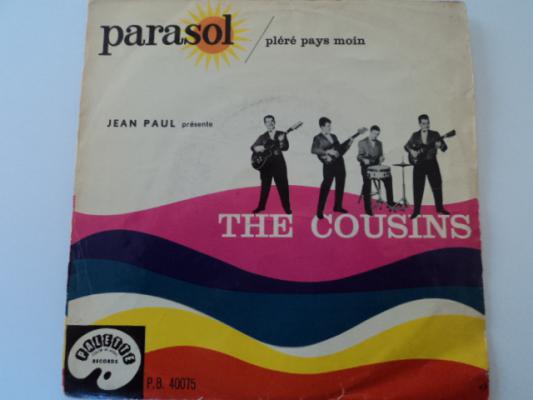 parasol / pléré pays moin
JEAN PAUL présente
THE COUSINS
PALETTE
RECORDS
P.B. 40075